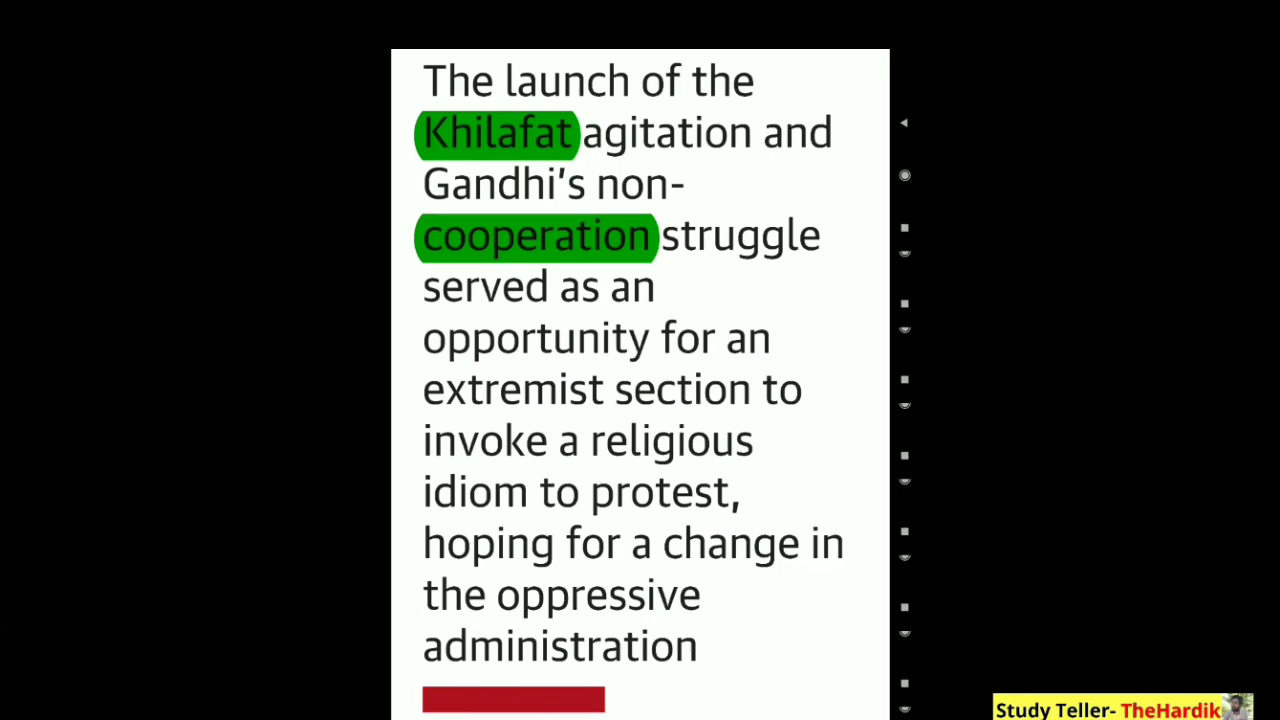 The launch of the
Khilafat agitation and
Gandhi’s non-
cooperation struggle
served as an
opportunity for an
extremist section to
invoke a religious
idiom to protest,
hoping for a change in
the oppressive
administration
Study Teller- TheHardik